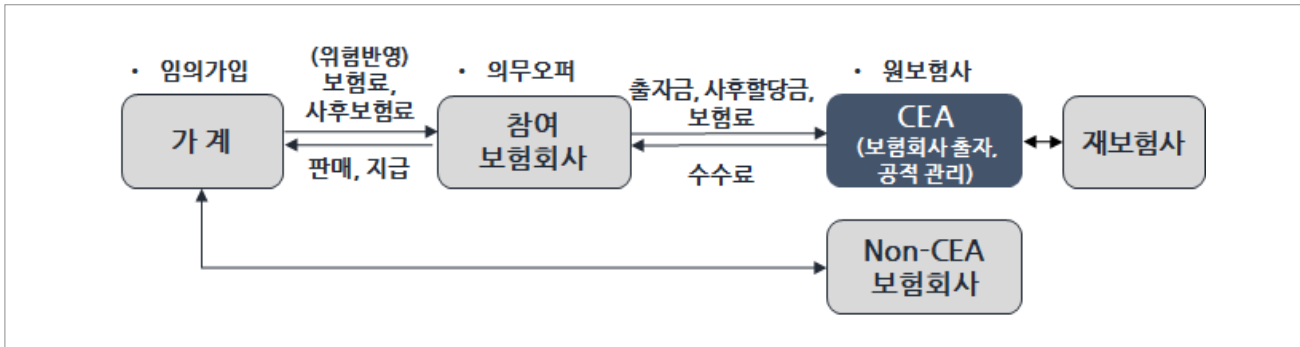 • 임의가입
(위험반영)
보험료,
사후보험료
• 의무오퍼
출자금, 사후할당금,
보험료
• 원보험사
가 계
판매, 지급
참여
보험회사
수수료
CEA
(보험회사 출자,
공적 관리)
재보험사
Non-CEA
보험회사